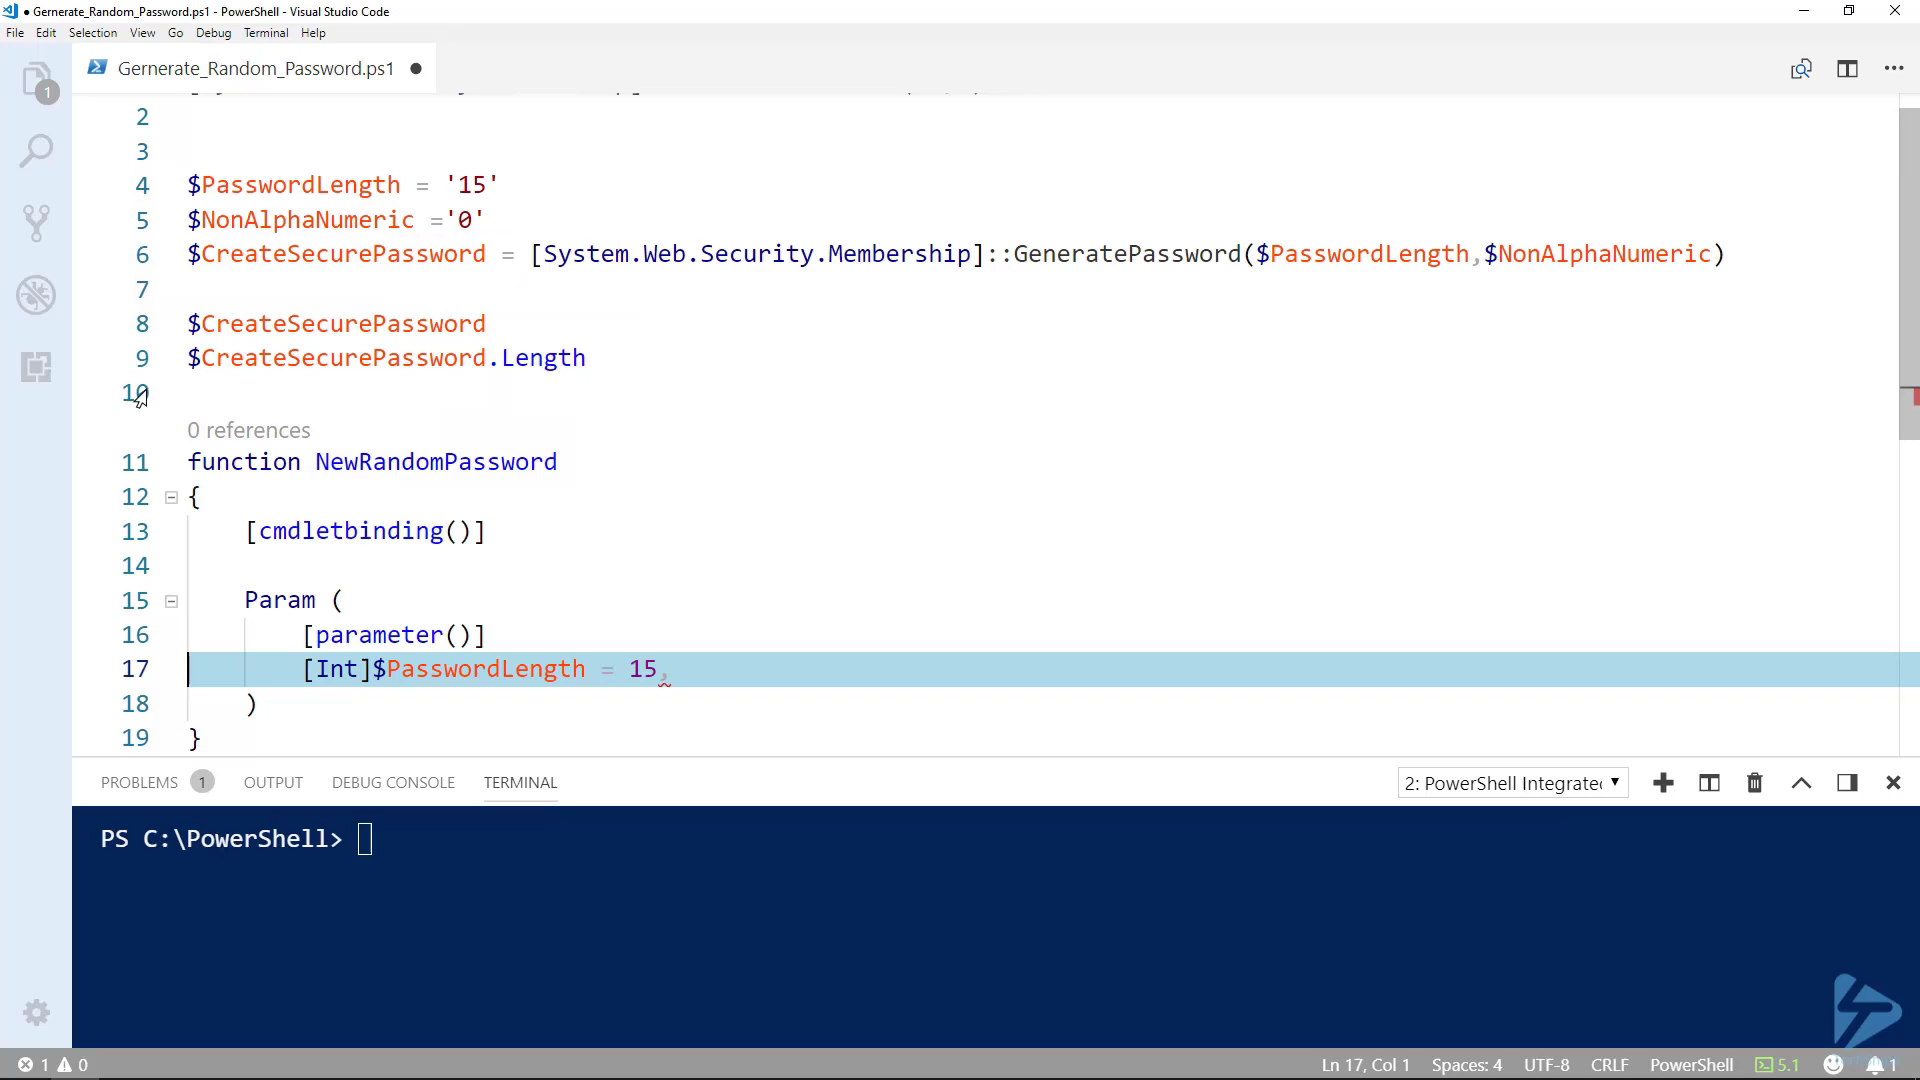 Gernerate_Random_Password.ps1 - PowerShell - Visual Studio Code
File Edit Selection View Go Debug Terminal Help
1
Gernerate_Random_Password.ps1
2
3
4 $PasswordLength = '15'
5 $NonAlphaNumeric ='0'
6 $CreateSecurePassword = [System.Web.Security.Membership]::GeneratePassword($PasswordLength,$NonAlphaNumeric)
7
8 $CreateSecurePassword
9 $CreateSecurePassword.Length
10
0 references
11 function NewRandomPassword
12 {
13 [cmdletbinding()]
14
15 Param (
16 [parameter()]
17 [Int]$PasswordLength = 15,
18 )
19 }
PROBLEMS 1 OUTPUT DEBUG CONSOLE TERMINAL 2: PowerShell Integrated
PS C:\PowerShell>
1 0 Ln 17, Col 1 Spaces: 4 UTF-8 CRLF PowerShell 5.1 1